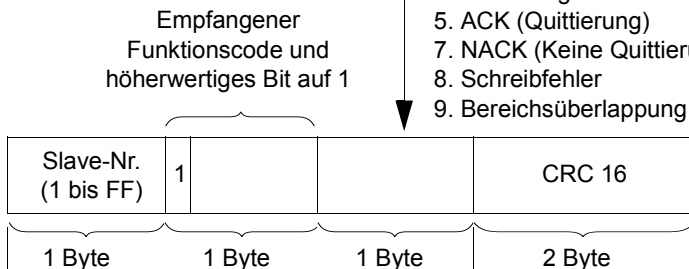 Empfangener
Funktionscode und
höherwertiges Bit auf 1
5. ACK (Quittierung)
7. NACK (Keine
8. Schreibfehler
9. Bereichsüberlappung
Slave-Nr.
(1 bis FF)
1
CRC 16
1 Byte
1 Byte
1 Byte
2 Byte